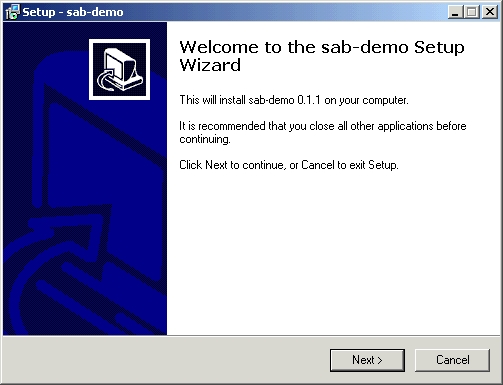 Setup - sab-demo
Welcome to the sab-demo Setup
Wizard
This will install sab-demo 0.1.1 on your computer.
It is recommended that you close all other applications before
continuing.
Click Next to continue, or Cancel to exit Setup.
Next >
Cancel